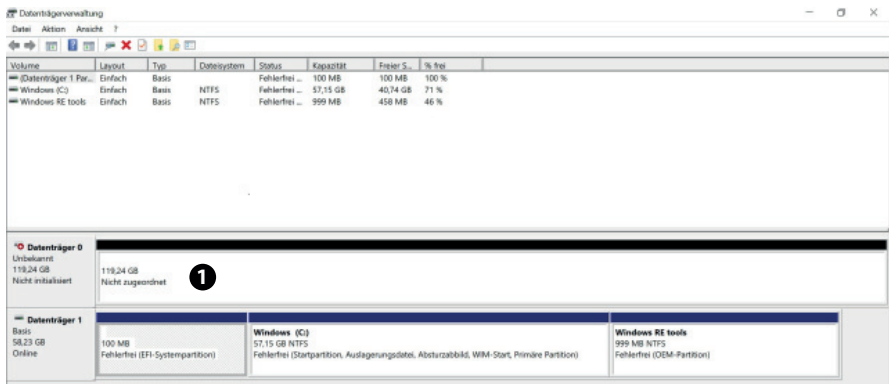 Datenträgerverwaltung
Datei Aktion Ansicht ?
Volume Layout Typ Dateisystem Status Kapazität Freier S... % frei
(Datenträger 1 Par... Einfach Basis Fehlerfrei ... 100 MB 100 MB 100 %
Windows (C:) Einfach Basis NTFS Fehlerfrei ... 57,15 GB 40,74 GB 71 %
Windows RE tools Einfach Basis NTFS Fehlerfrei ... 999 MB 458 MB 46 %
Datenträger 0
Unbekannt
119,24 GB
Nicht initialisiert
119,24 GB
Nicht zugeordnet
1
Datenträger 1
Basis
58,23 GB
Online
100 MB
Fehlerfrei (EFI-Systempartition)
Windows (C:)
57,15 GB NTFS
Fehlerfrei (Startpartition, Auslagerungsdatei, Absturzabbild, WIM-Start, Primäre Partition)
Windows RE tools
999 MB NTFS
Fehlerfrei (OEM-Partition)